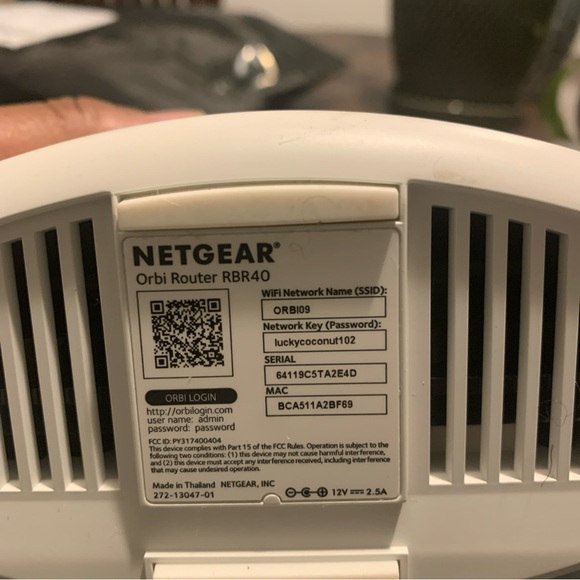 NETGEAR®
Orbi Router RBR40
WiFi Network Name (SSID):
ORBI09
Network Key (Password):
luckycoconut102
SERIAL
64119C5TA2E4D
MAC
BCA511A2BF69
ORBI LOGIN
http://orbilogin.com
user name: admin
password: password
FCC ID: PY317400404
This device complies with Part 15 of the FCC Rules. Operation is subject to the
following two conditions: (1) this device may not cause harmful interference,
and (2) this device must accept any interference received, including interference
that may cause undesired operation.
Made in Thailand NETGEAR, INC
272-13047-01
12V ⎓ 2.5A